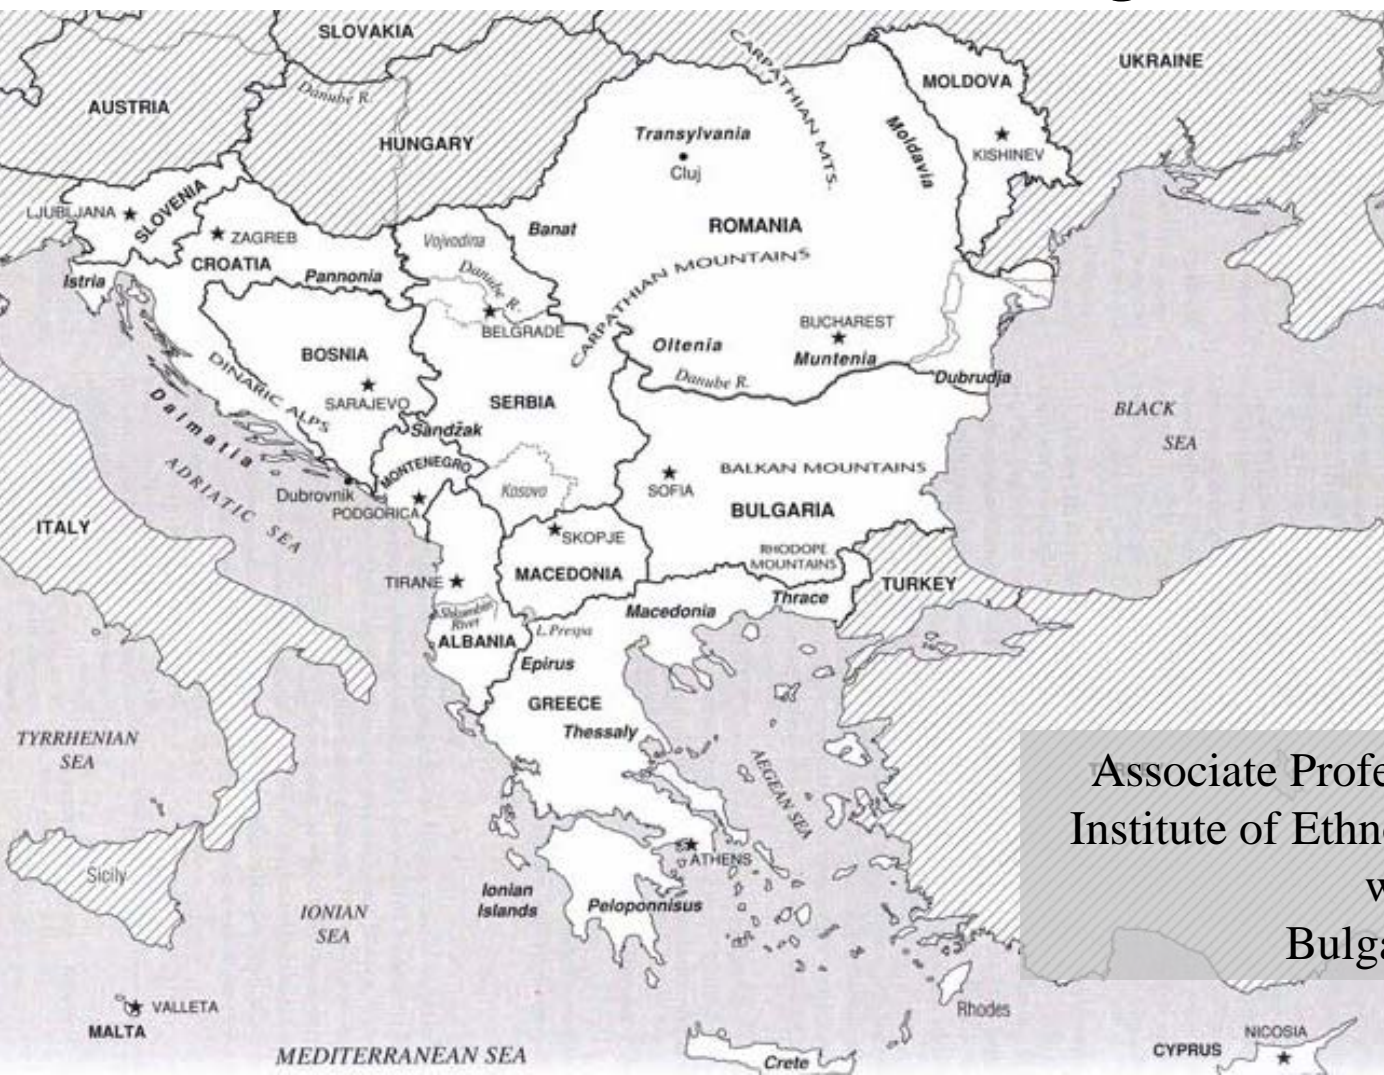 SLOVAKIA
UKRAINE
CARPATHIAN MTS.
MOLDOVA
Danube R.
AUSTRIA
HUNGARY
Transylvania
Moldavia
KISHINEV
Cluj
LJUBLJANA
SLOVENIA
ZAGREB
Banat
ROMANIA
Vojvodina
CROATIA
Pannonia
Istria
Danube R.
CARPATHIAN MOUNTAINS
BELGRADE
BUCHAREST
Oltenia
Muntenia
BOSNIA
Danube R.
Dubrudja
DINARIC ALPS
SARAJEVO
SERBIA
BLACK
SEA
Dalmatia
Sandžak
MONTENEGRO
BALKAN MOUNTAINS
ADRIATIC SEA
Dubrovnik
Kosovo
SOFIA
PODGORICA
BULGARIA
ITALY
SKOPJE
RHODOPE
MOUNTAINS
TIRANE
MACEDONIA
TURKEY
Macedonia
Thrace
River
ALBANIA
L. Prespa
Epirus
GREECE
Thessaly
TYRRHENIAN
SEA
AEGEAN SEA
Associate Profe
Institute of Ethn
w
Bulga
ATHENS
Sicily
Ionian
Islands
Peloponnisus
IONIAN
SEA
Rhodes
VALLETA
MALTA
NICOSIA
CYPRUS
MEDITERRANEAN SEA
Crete